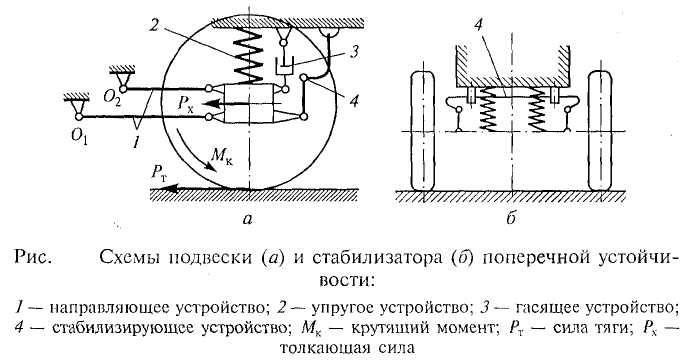 2
3
O₂
Pₓ
4
O₁
1
Mк
Pт
а
4
б
Рис. Схемы подвески (а) и стабилизатора (б) поперечной устойчи-
вости:
1 — направляющее устройство; 2 — упругое устройство; 3 — гасящее устройство;
4 — стабилизирующее устройство; Mк — крутящий момент; Pт — сила тяги; Pₓ —
толкающая сила